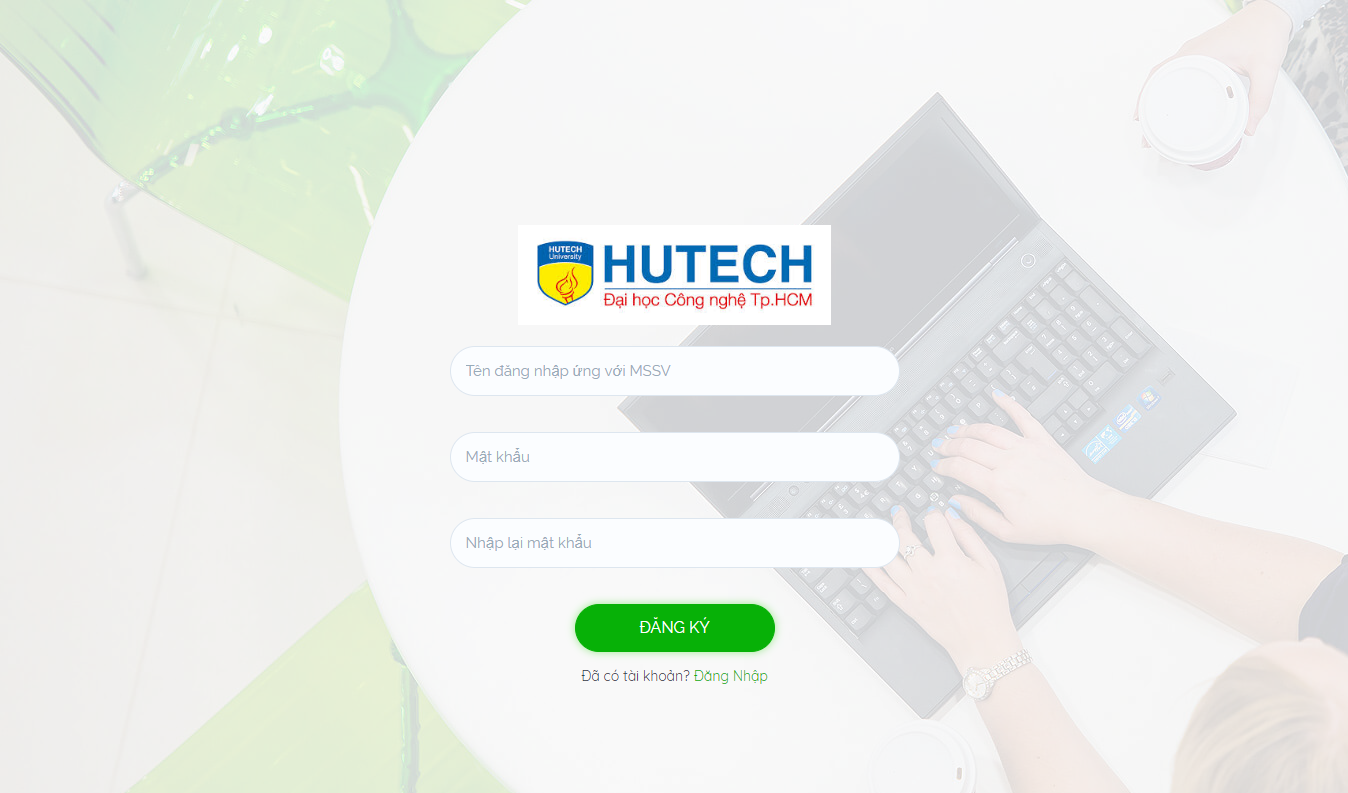 HUTECH
University
HUTECH
Đại học Công nghệ Tp.HCM
Tên đăng nhập ứng với MSSV
Mật khẩu
Nhập lại mật khẩu
ĐĂNG KÝ
Đã có tài khoản? Đăng Nhập